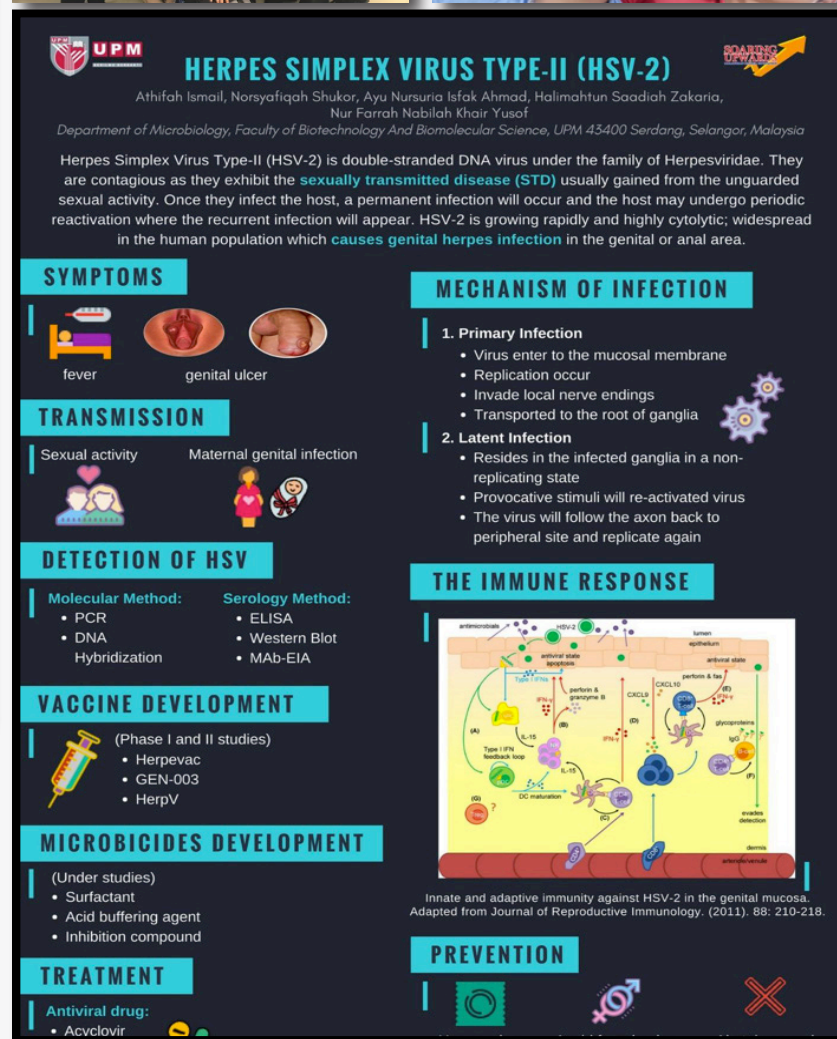 UPM
SOARING
UPWARDS
HERPES SIMPLEX VIRUS TYPE-II (HSV-2)
Athifah Ismail, Norsyafiqah Shukor, Ayu Nursuria Isfak Ahmad, Halimahtun Saadiah Zakaria,
Nur Farrah Nabilah Khair Yusof
Department of Microbiology, Faculty of Biotechnology And Biomolecular Science, UPM 43400 Serdang, Selangor, Malaysia
Herpes Simplex Virus Type-II (HSV-2) is double-stranded DNA virus under the family of Herpesviridae. They
are contagious as they exhibit the sexually transmitted disease (STD) usually gained from the unguarded
sexual activity. Once they infect the host, a permanent infection will occur and the host may undergo periodic
reactivation where the recurrent infection will appear. HSV-2 is growing rapidly and highly cytolytic; widespread
in the human population which causes genital herpes infection in the genital or anal area.
SYMPTOMS
fever
genital ulcer
TRANSMISSION
Sexual activity
Maternal genital infection
DETECTION OF HSV
Molecular Method:
• PCR
• DNA
Hybridization
Serology Method:
• ELISA
• Western Blot
• MAb-EIA
VACCINE DEVELOPMENT
(Phase I and II studies)
• Herpevac
• GEN-003
• HerpV
MICROBICIDES DEVELOPMENT
(Under studies)
• Surfactant
• Acid buffering agent
• Inhibition compound
TREATMENT
Antiviral drug:
• Acyclovir
MECHANISM OF INFECTION
1. Primary Infection
• Virus enter to the mucosal membrane
• Replication occur
• Invade local nerve endings
• Transported to the root of ganglia
2. Latent Infection
• Resides in the infected ganglia in a non-
replicating state
• Provocative stimuli will re-activated virus
• The virus will follow the axon back to
peripheral site and replicate again
THE IMMUNE RESPONSE
antimicrobials
HSV-2
lumen
epithelium
antiviral state
apoptosis
antiviral state
Type I IFNs
perforin &
granzyme B
IFN-γ
CXCL9
CXCL10
perforin & fas
(E)
IFN-γ
CD8
glycoproteins
(A)
(B)
(D)
IL-15
IFN-γ
IgG
? ? ?
Type I IFN
feedback loop
IL-15
(F)
DC maturation
(G)
?
(C)
evades
detection
dermis
arteriole/venule
Innate and adaptive immunity against HSV-2 in the genital mucosa.
Adapted from Journal of Reproductive Immunology. (2011). 88: 210-218.
PREVENTION